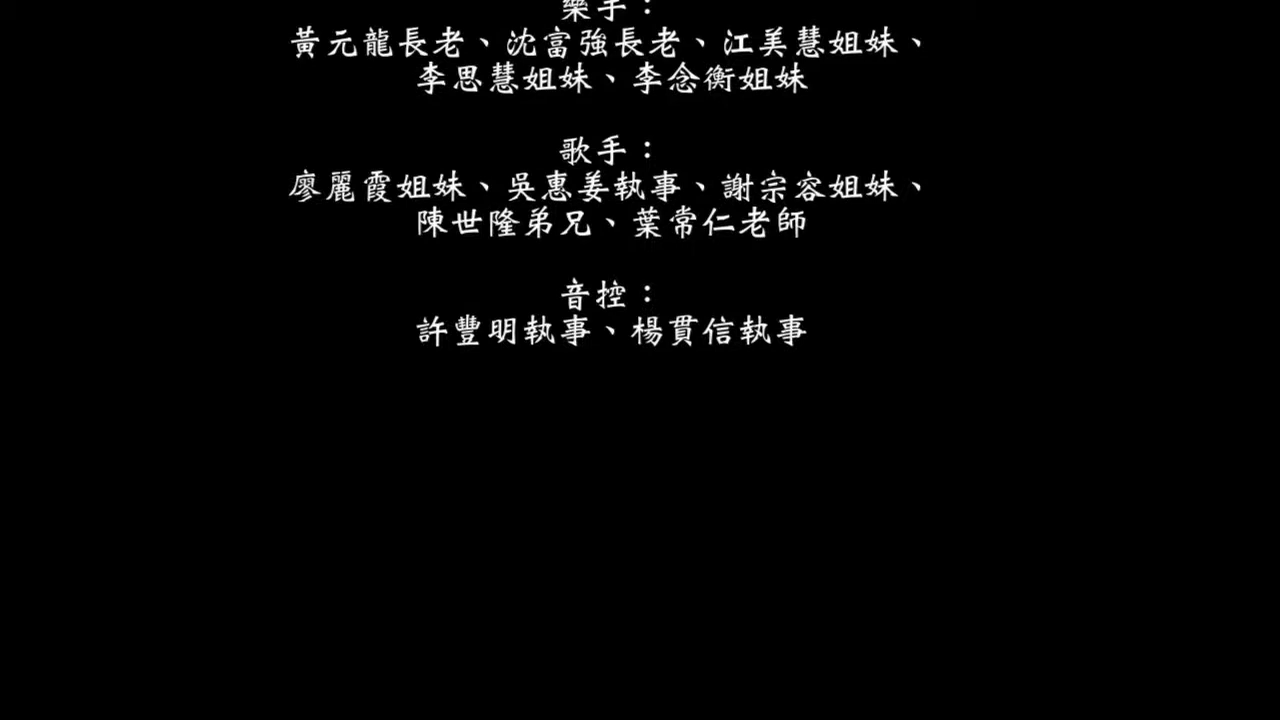 樂手：
黃元龍長老、沈富強長老、江美慧姐妹、
李思慧姐妹、李念衡姐妹
歌手：
廖麗霞姐妹、吳惠姜執事、謝宗容姐妹、
陳世隆弟兄、葉常仁老師
音控：
許豐明執事、楊貫信執事